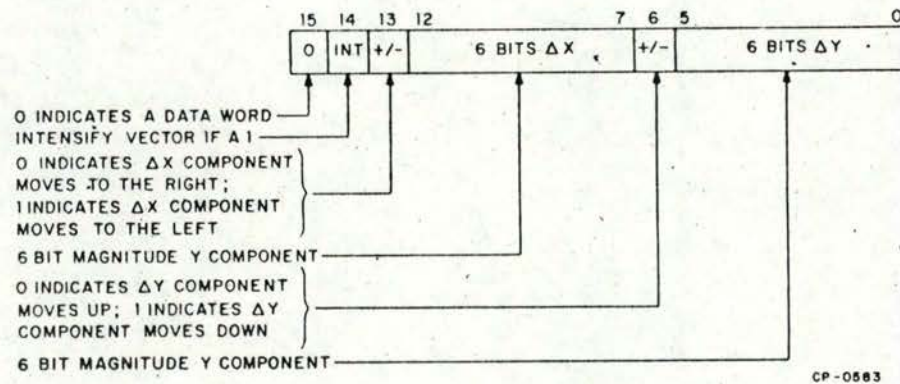 15 14 13 12 7 6 5 0
0 INT +/- 6 BITS ΔX +/- 6 BITS ΔY
0 INDICATES A DATA WORD
INTENSIFY VECTOR IF A 1
0 INDICATES ΔX COMPONENT
MOVES TO THE RIGHT;
1 INDICATES ΔX COMPONENT
MOVES TO THE LEFT
6 BIT MAGNITUDE Y COMPONENT
0 INDICATES ΔY COMPONENT
MOVES UP; 1 INDICATES ΔY
COMPONENT MOVES DOWN
6 BIT MAGNITUDE Y COMPONENT
CP-0583